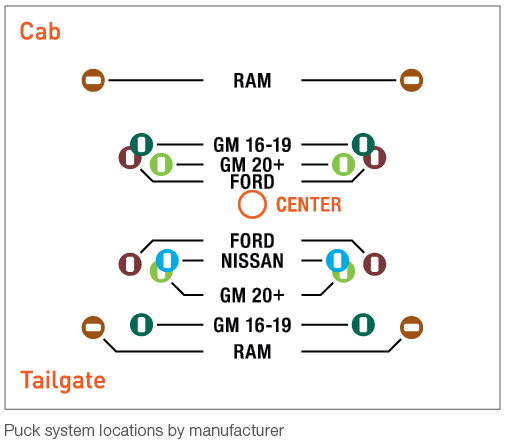 Cab
RAM
GM 16-19
GM 20+
FORD
CENTER
FORD
NISSAN
GM 20+
GM 16-19
RAM
Tailgate
Puck system locations by manufacturer